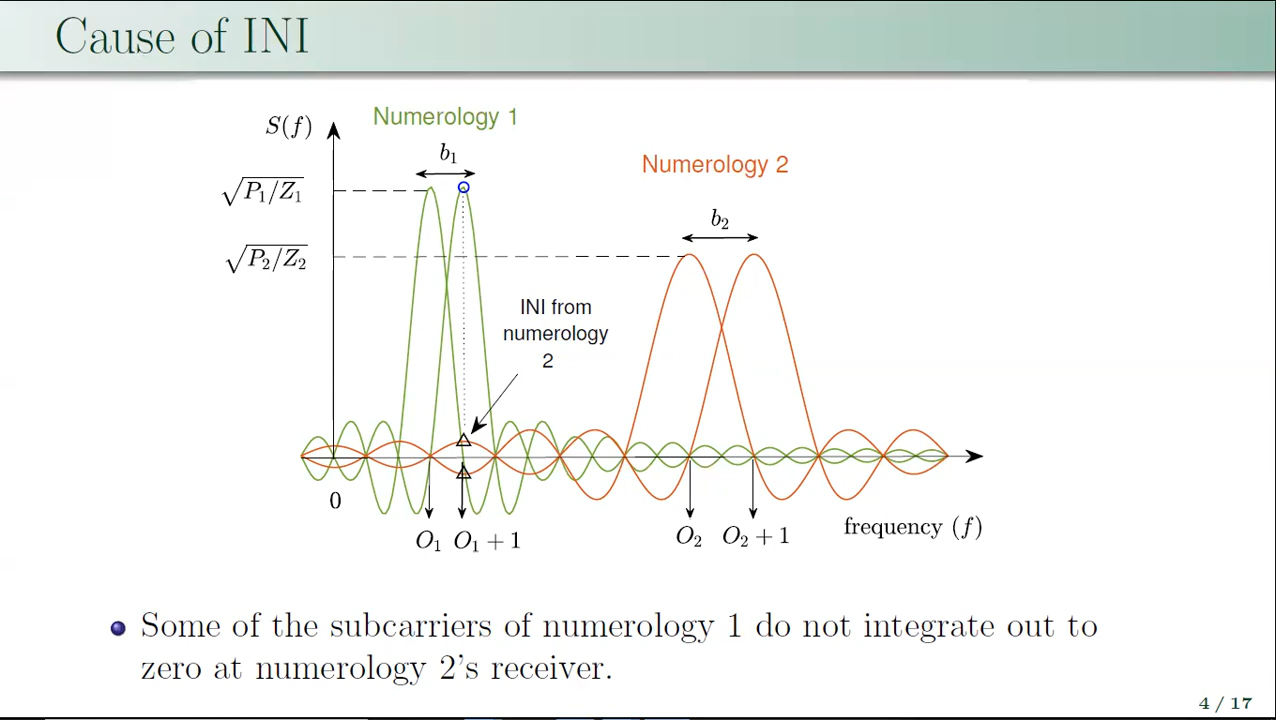 Cause of INI
Numerology 1
S(f)
b₁
Numerology 2
√P₁/Z₁
b₂
√P₂/Z₂
INI from
numerology
2
0
O₁ O₁ + 1
O₂ O₂ + 1
frequency (f)
Some of the subcarriers of numerology 1 do not integrate out to
zero at numerology 2's receiver.
4 / 17